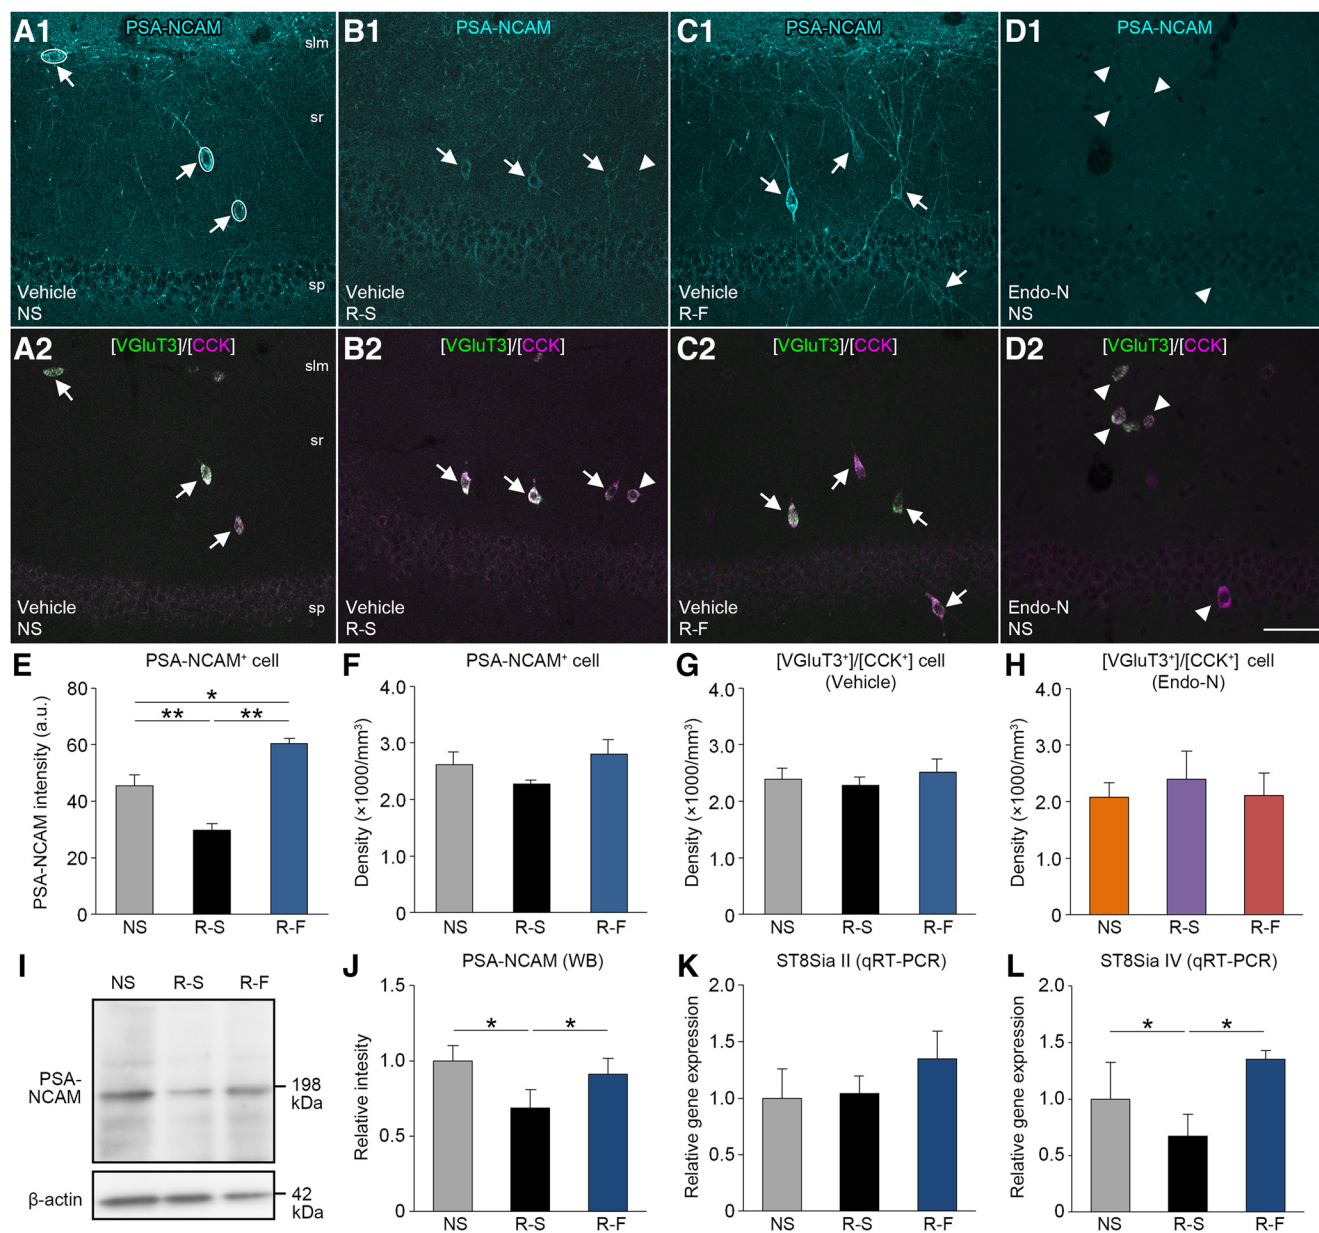 A1 PSA-NCAM slm
sr
sp
Vehicle
NS
B1 PSA-NCAM
Vehicle
R-S
C1 PSA-NCAM
Vehicle
R-F
D1 PSA-NCAM
Endo-N
NS
A2 [VGluT3]/[CCK] slm
sr
sp
Vehicle
NS
B2 [VGluT3]/[CCK]
Vehicle
R-S
C2 [VGluT3]/[CCK]
Vehicle
R-F
D2 [VGluT3]/[CCK]
Endo-N
NS
E PSA-NCAM⁺ cell
PSA-NCAM intensity (a.u.)
80
60
40
20
0
*
** **
NS R-S R-F
F PSA-NCAM⁺ cell
Density (×1000/mm³)
4.0
3.0
2.0
1.0
0
NS R-S R-F
G [VGluT3⁺]/[CCK⁺] cell
(Vehicle)
Density (×1000/mm³)
4.0
3.0
2.0
1.0
0
NS R-S R-F
H [VGluT3⁺]/[CCK⁺] cell
(Endo-N)
Density (×1000/mm³)
4.0
3.0
2.0
1.0
0
NS R-S R-F
I
NS R-S R-F
PSA-
NCAM
198
kDa
β-actin
42
kDa
J PSA-NCAM (WB)
Relative intesity
1.5
1.0
0.5
0
* *
NS R-S R-F
K ST8Sia II (qRT-PCR)
Relative gene expression
2.0
1.5
1.0
0.5
0
NS R-S R-F
L ST8Sia IV (qRT-PCR)
Relative gene expression
2.0
1.5
1.0
0.5
0
* *
NS R-S R-F